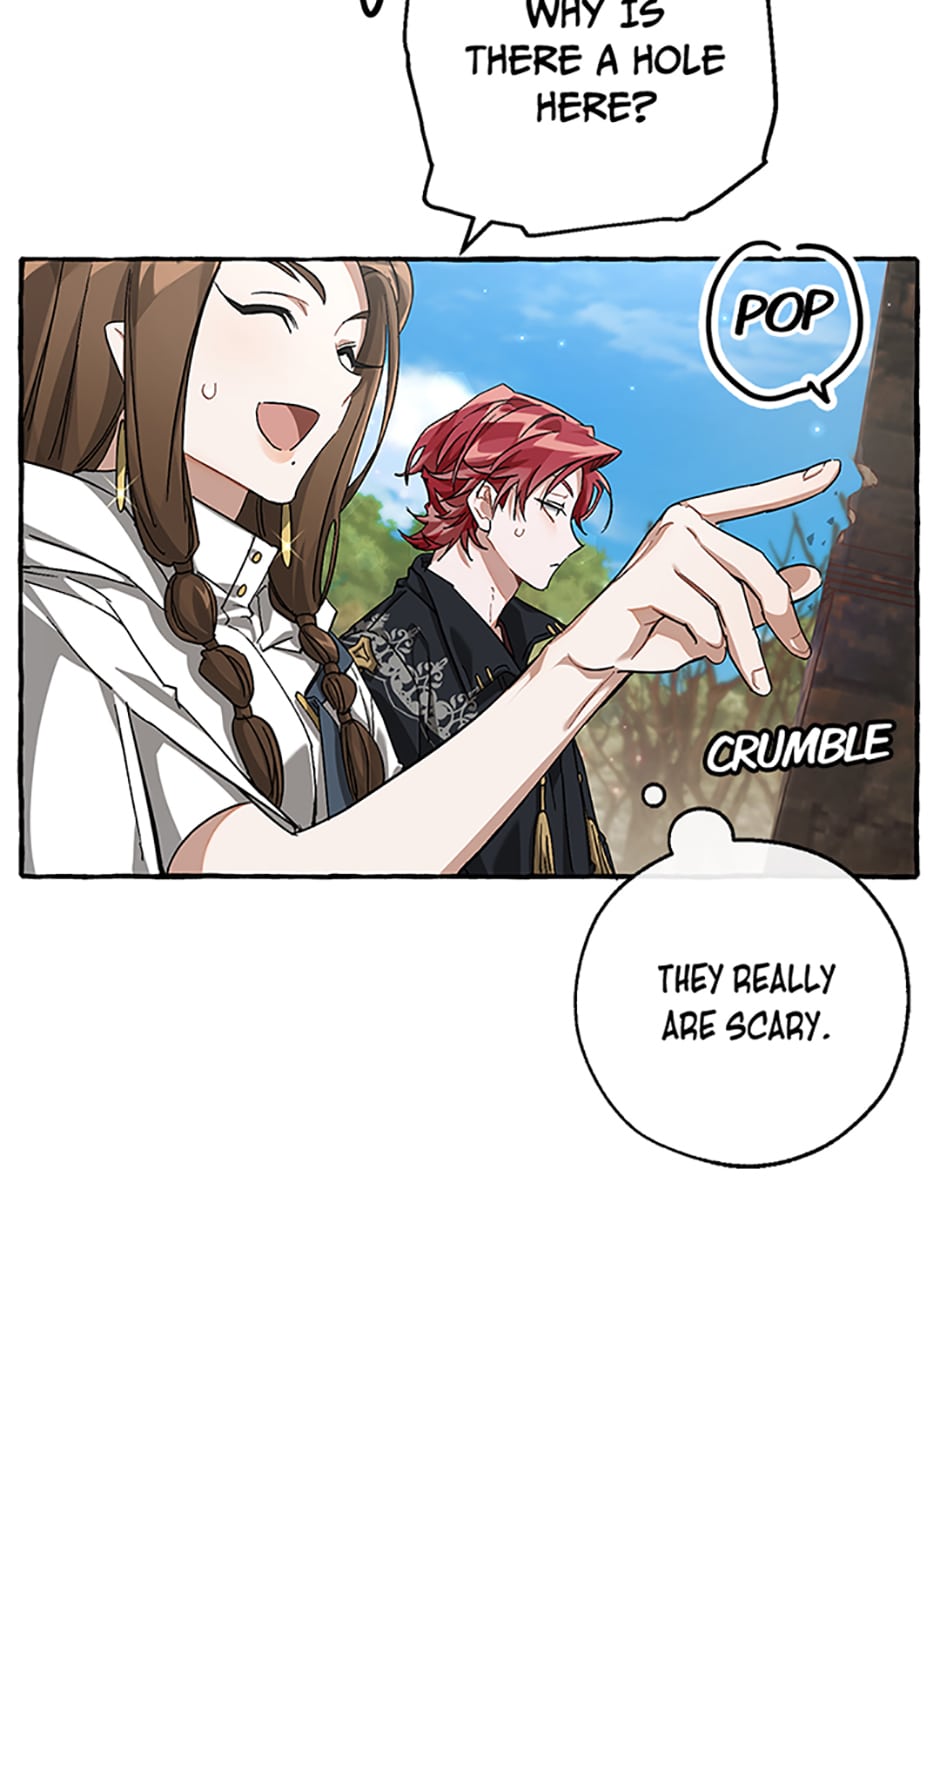 WHY IS
THERE A HOLE
HERE?
POP
CRUMBLE
THEY REALLY
ARE SCARY.